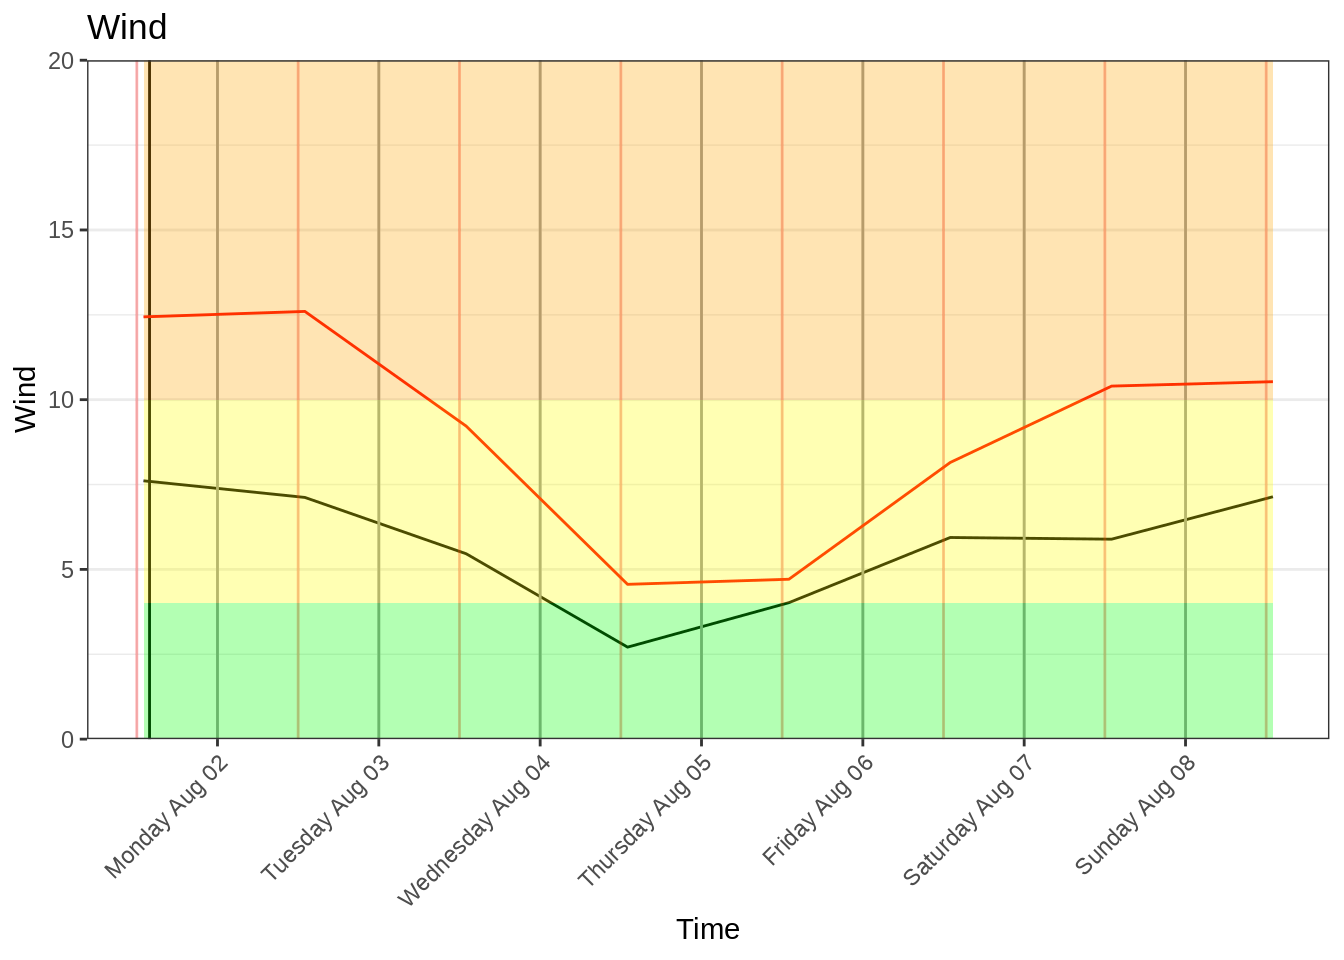 Wind
Wind
20
15
10
5
0
Monday Aug 02
Tuesday Aug 03
Wednesday Aug 04
Thursday Aug 05
Friday Aug 06
Saturday Aug 07
Sunday Aug 08
Time